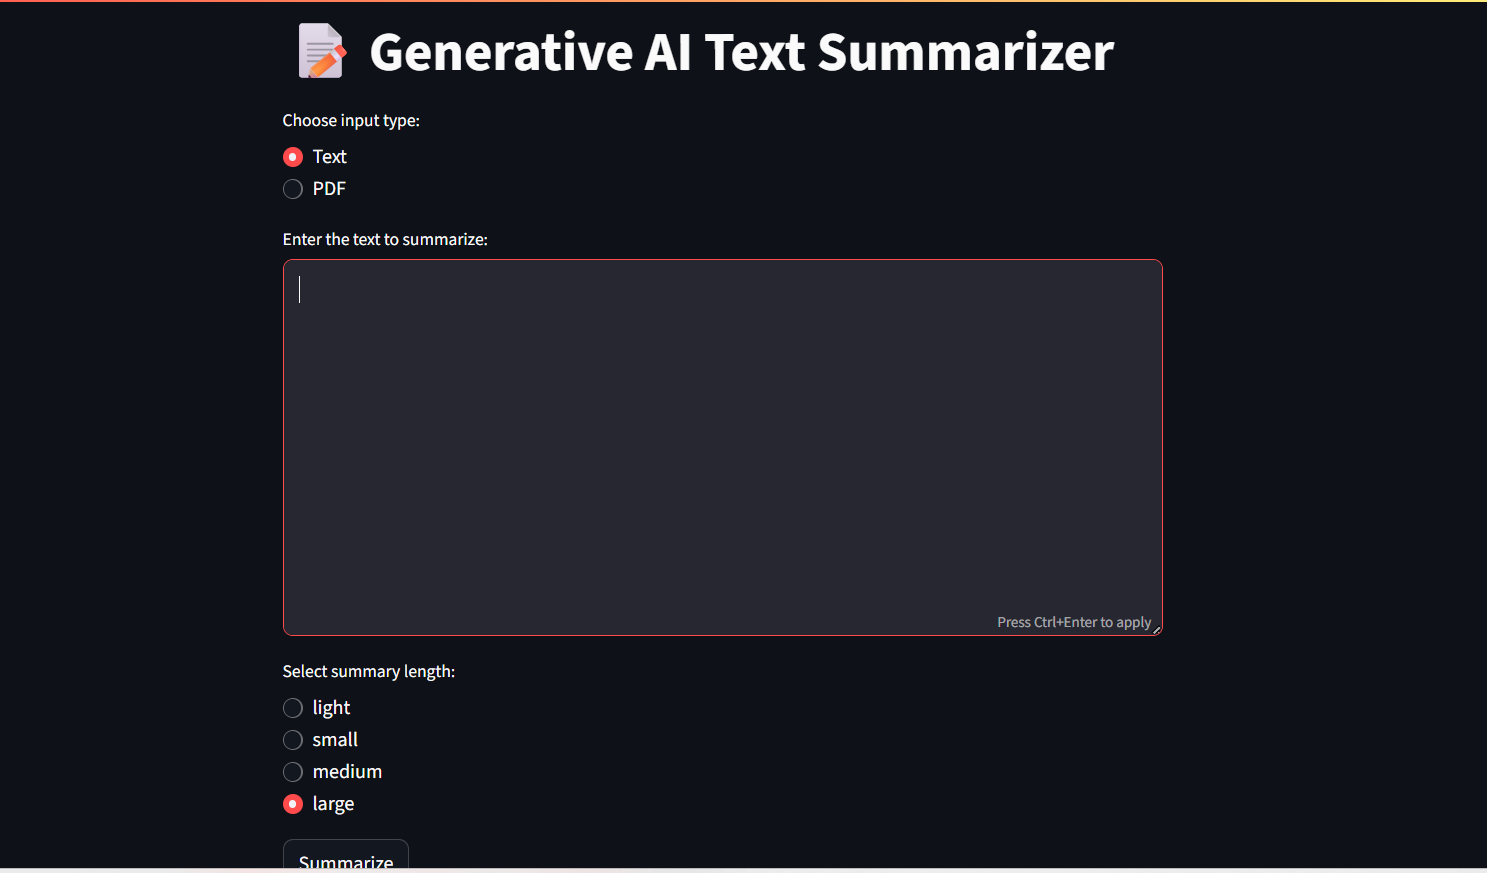 Generative AI Text Summarizer
Choose input type:
Text
PDF
Enter the text to summarize:
Press Ctrl+Enter to apply
Select summary length:
light
small
medium
large
Summarize